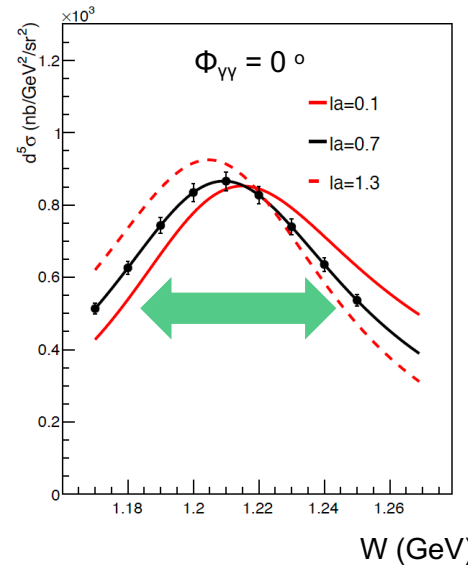 ×10³
Φγγ = 0 °
la=0.1
la=0.7
la=1.3
d⁵σ (nb/GeV²/sr²)
1.2
1
0.8
0.6
0.4
0.2
0
1.18 1.2 1.22 1.24 1.26
W (GeV)